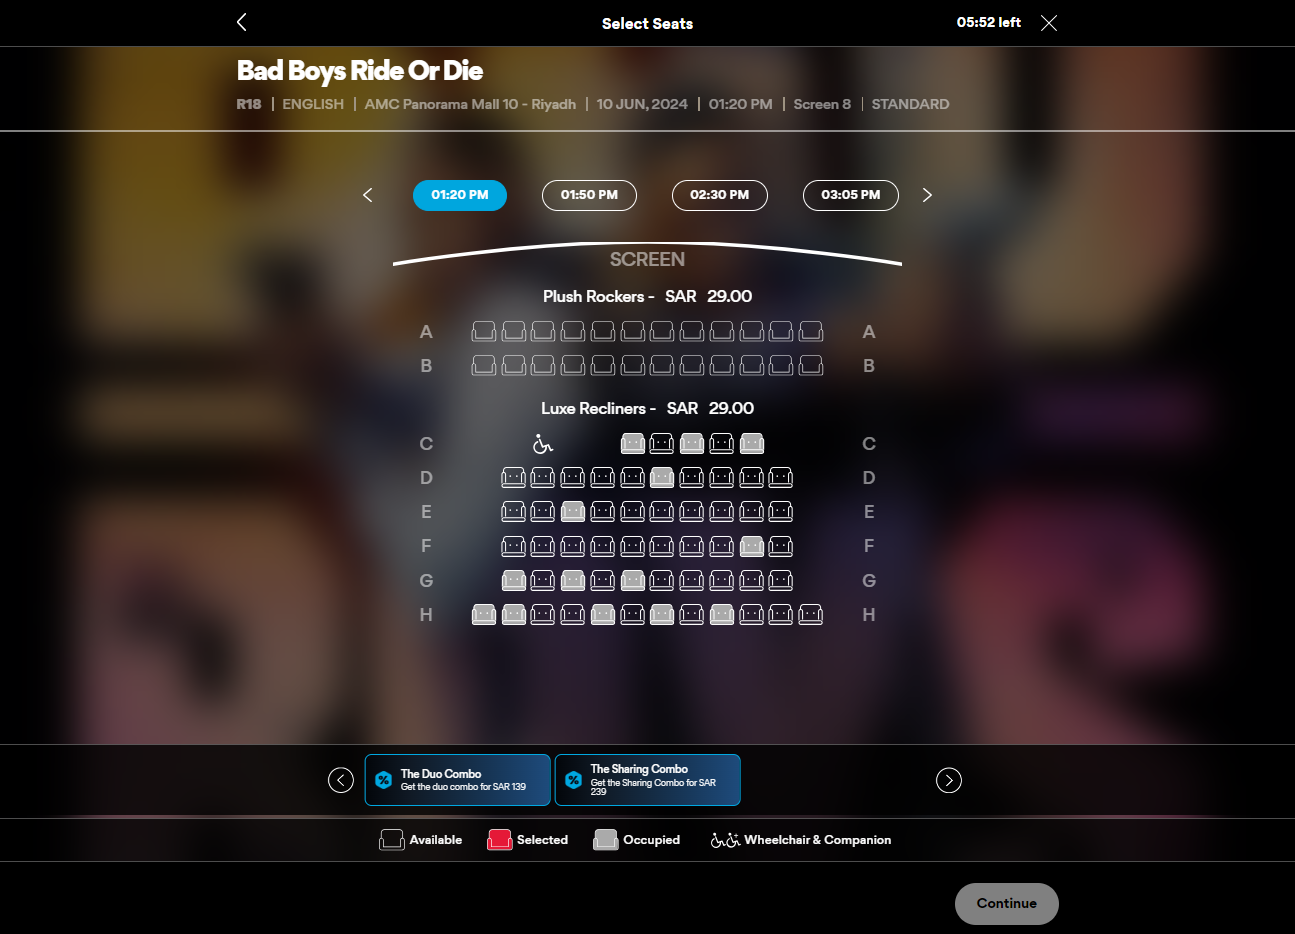 Select Seats
05:52 left
Bad Boys Ride Or Die
R18 | ENGLISH | AMC Panorama Mall 10 - Riyadh | 10 JUN, 2024 | 01:20 PM | Screen 8 | STANDARD
01:20 PM 01:50 PM 02:30 PM 03:05 PM
SCREEN
Plush Rockers - SAR 29.00
A A
B B
Luxe Recliners - SAR 29.00
C C
D D
E E
F F
G G
H H
The Duo Combo
Get the duo combo for SAR 139
The Sharing Combo
Get the Sharing Combo for SAR
239
Available Selected Occupied Wheelchair & Companion
Continue